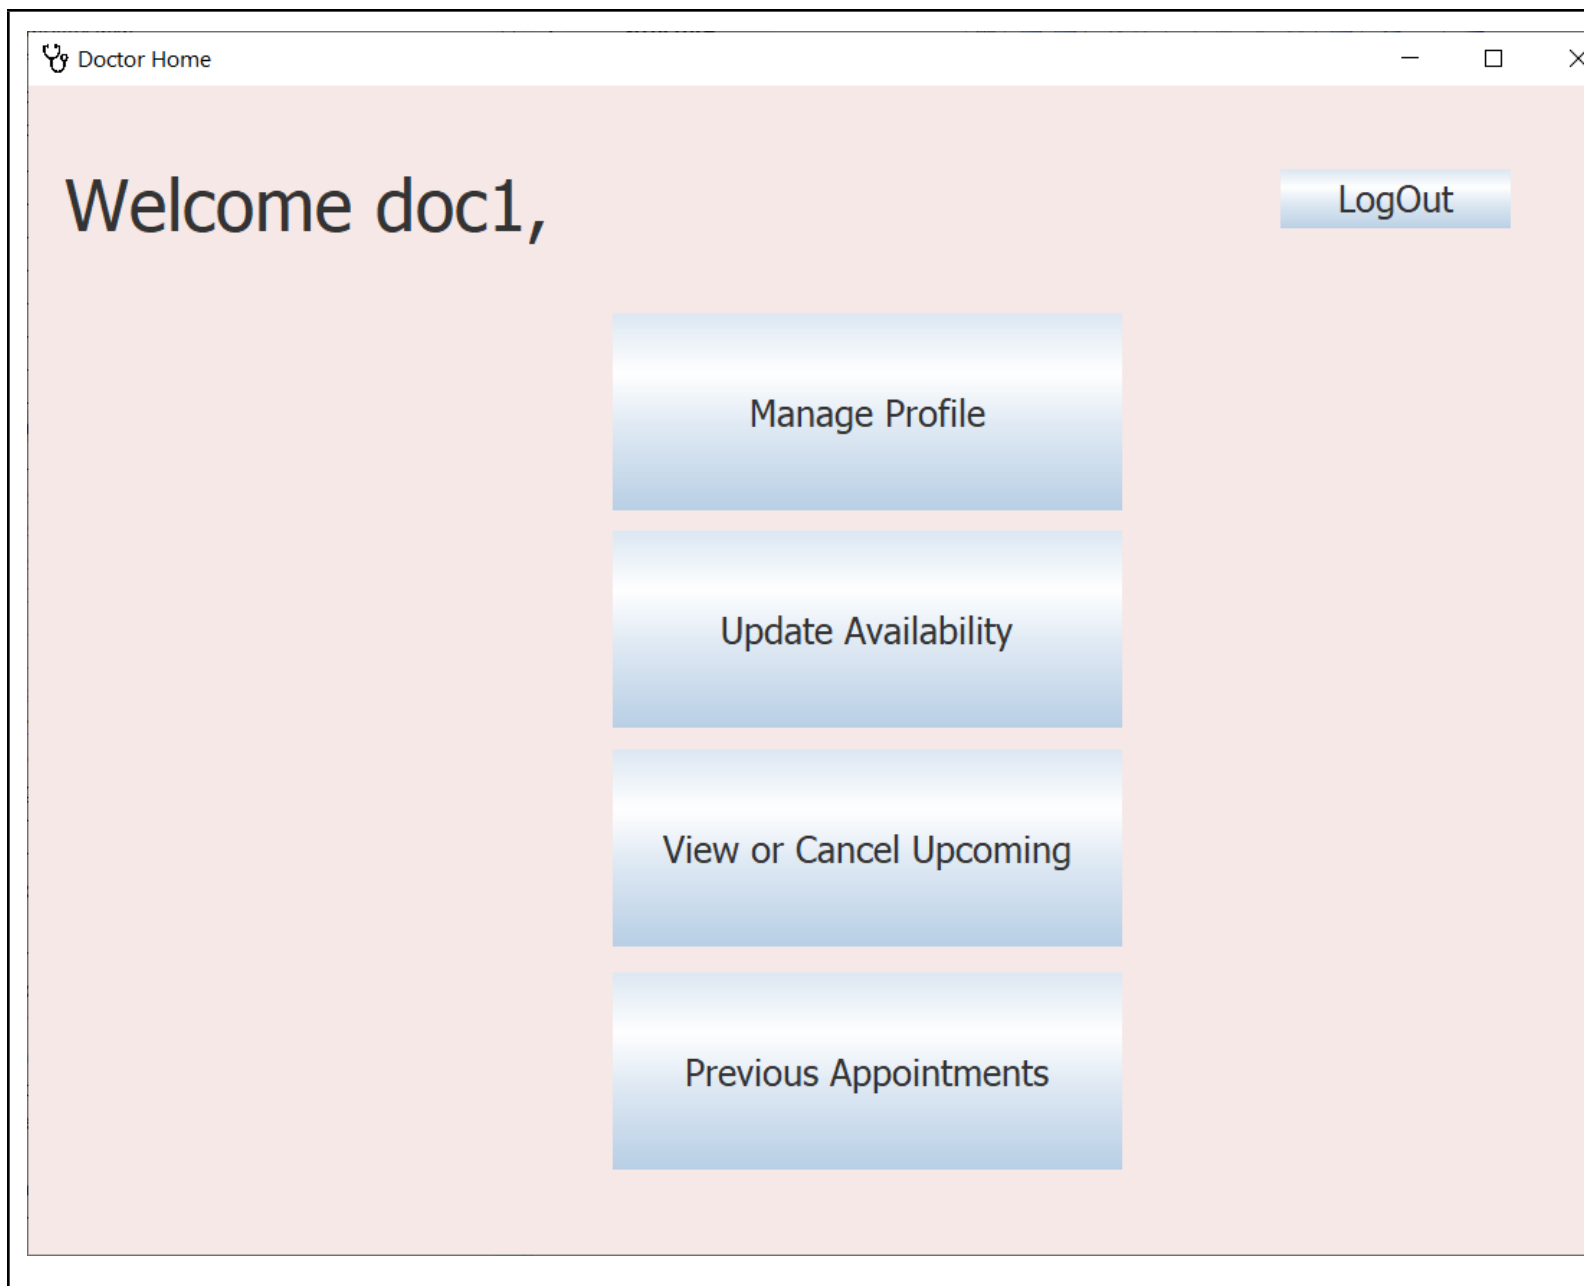 Doctor Home
Welcome doc1,
LogOut
Manage Profile
Update Availability
View or Cancel Upcoming
Previous Appointments